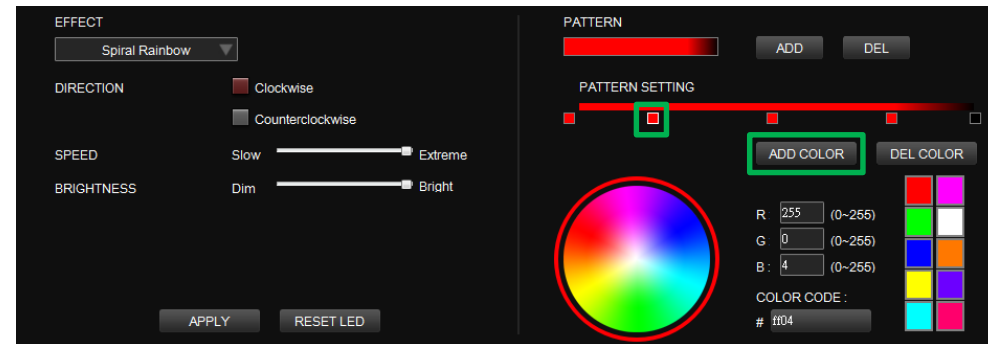 EFFECT
Spiral Rainbow
DIRECTION
Clockwise
Counterclockwise
SPEED
Slow
Extreme
BRIGHTNESS
Dim
Bright
APPLY
RESET LED
PATTERN
ADD
DEL
PATTERN SETTING
ADD COLOR
DEL COLOR
R 255 (0~255)
G 0 (0~255)
B: 4 (0~255)
COLOR CODE :
# ff04